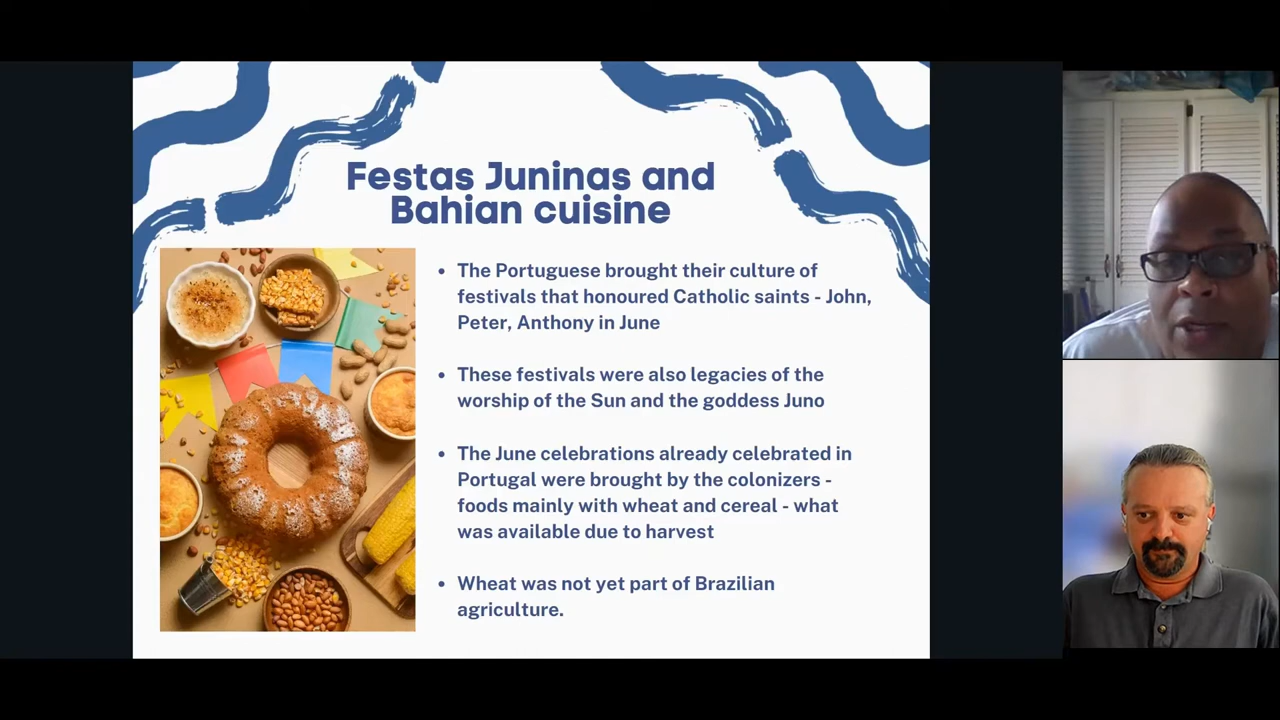 Festas Juninas and
Bahian cuisine
• The Portuguese brought their culture of
festivals that honoured Catholic saints - John,
Peter, Anthony in June
• These festivals were also legacies of the
worship of the Sun and the goddess Juno
• The June celebrations already celebrated in
Portugal were brought by the colonizers -
foods mainly with wheat and cereal - what
was available due to harvest
• Wheat was not yet part of Brazilian
agriculture.